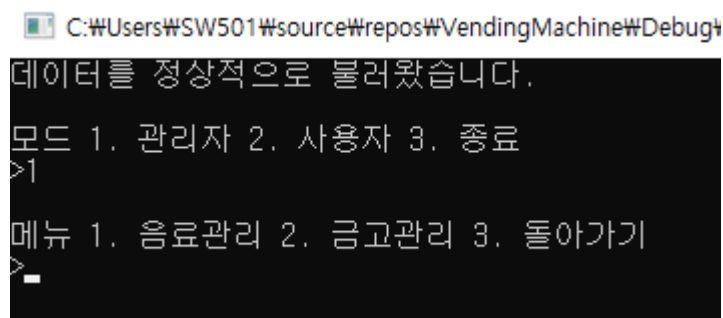 C:₩Users₩SW501₩source₩repos₩VendingMachine₩Debug₩
데이터를 정상적으로 불러왔습니다.
모드 1. 관리자 2. 사용자 3. 종료
>1
메뉴 1. 음료관리 2. 금고관리 3. 돌아가기
>